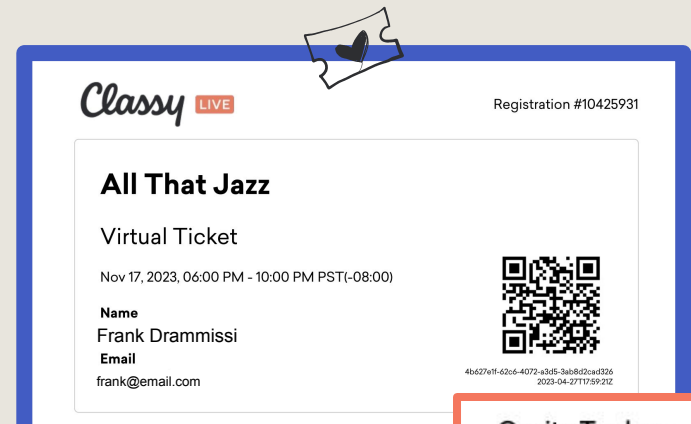 Classy LIVE
Registration #10425931
All That Jazz
Virtual Ticket
Nov 17, 2023, 06:00 PM - 10:00 PM PST(-08:00)
Name
Frank Drammissi
Email
frank@email.com
4b627e1f-62c6-4072-a3d5-3ab8d2cad326
2023-04-27T17:59:21Z